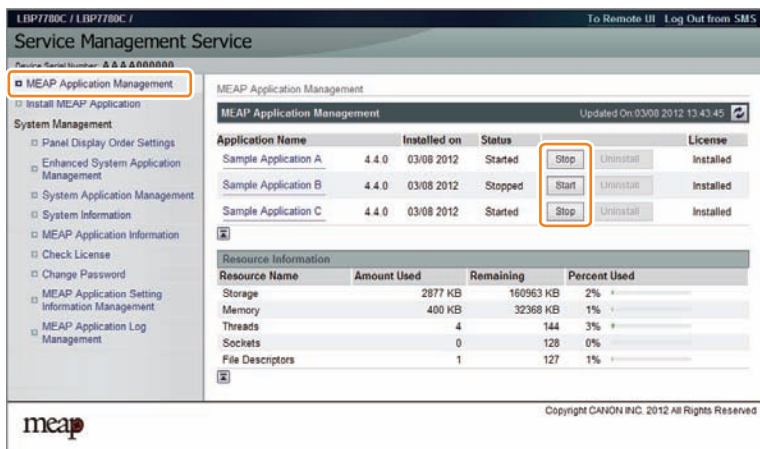 LBP7780C / LBP7780C / To Remote UI Log Out from SMS
Service Management Service
Device Serial Number: AAAA000000
MEAP Application Management
Install MEAP Application
System Management
Panel Display Order Settings
Enhanced System Application
Management
System Application Management
System Information
MEAP Application Information
Check License
Change Password
MEAP Application Setting
Information Management
MEAP Application Log
Management
MEAP Application Management
MEAP Application Management Updated On:03/08 2012 13:43:45
Application Name Installed on Status License
Sample Application A 4.4.0 03/08 2012 Started Stop Uninstall Installed
Sample Application B 4.4.0 03/08 2012 Stopped Start Uninstall Installed
Sample Application C 4.4.0 03/08 2012 Started Stop Uninstall Installed
Resource Information
Resource Name Amount Used Remaining Percent Used
Storage 2877 KB 160963 KB 2%
Memory 400 KB 32368 KB 1%
Threads 4 144 3%
Sockets 0 128 0%
File Descriptors 1 127 1%
Copyright CANON INC. 2012 All Rights Reserved
meap